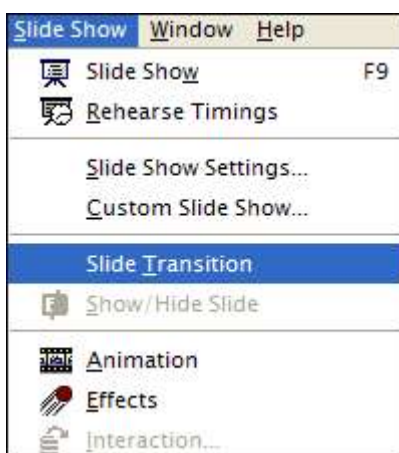 Slide Show Window Help
Slide Show F9
Rehearse Timings
Slide Show Settings...
Custom Slide Show...
Slide Transition
Show/Hide Slide
Animation
Effects
Interaction...